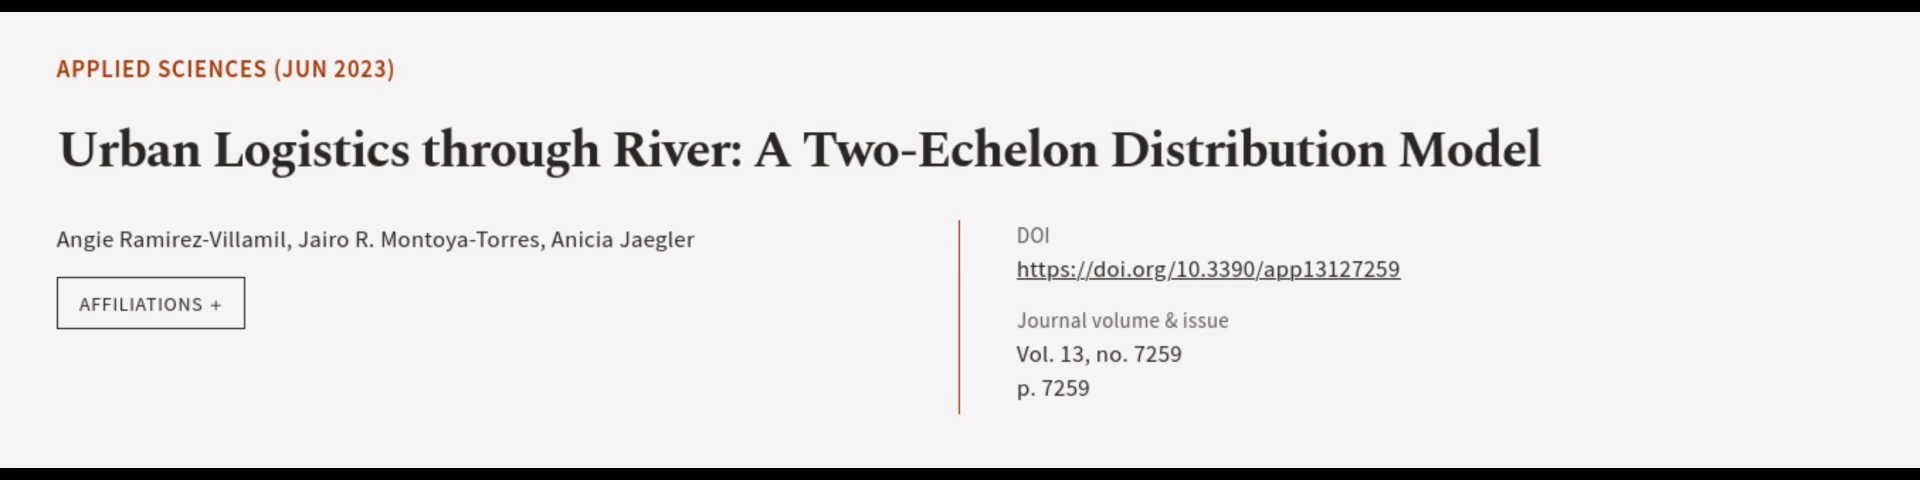 APPLIED SCIENCES (JUN 2023)
Urban Logistics through River: A Two-Echelon Distribution Model
Angie Ramirez-Villamil, Jairo R. Montoya-Torres, Anicia Jaegler
AFFILIATIONS +
DOI
https://doi.org/10.3390/app13127259
Journal volume & issue
Vol. 13, no. 7259
p. 7259